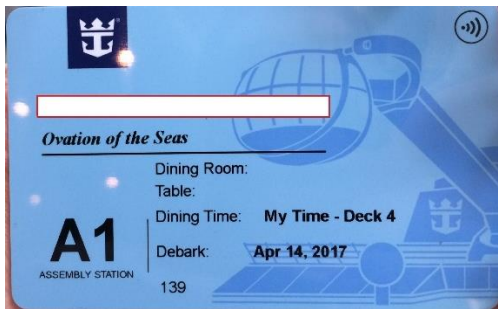 Ovation of the Seas
Dining Room:
Table:
Dining Time: My Time - Deck 4
A1
Debark: Apr 14, 2017
ASSEMBLY STATION
139